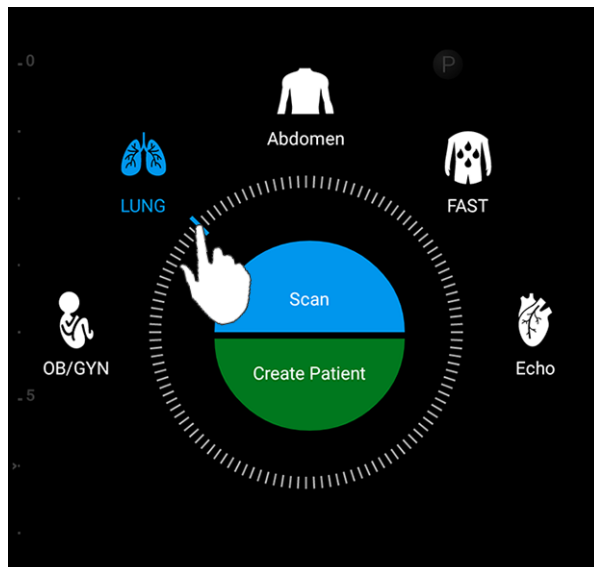 0
P
Abdomen
LUNG
FAST
Scan
OB/GYN
Echo
Create Patient
5